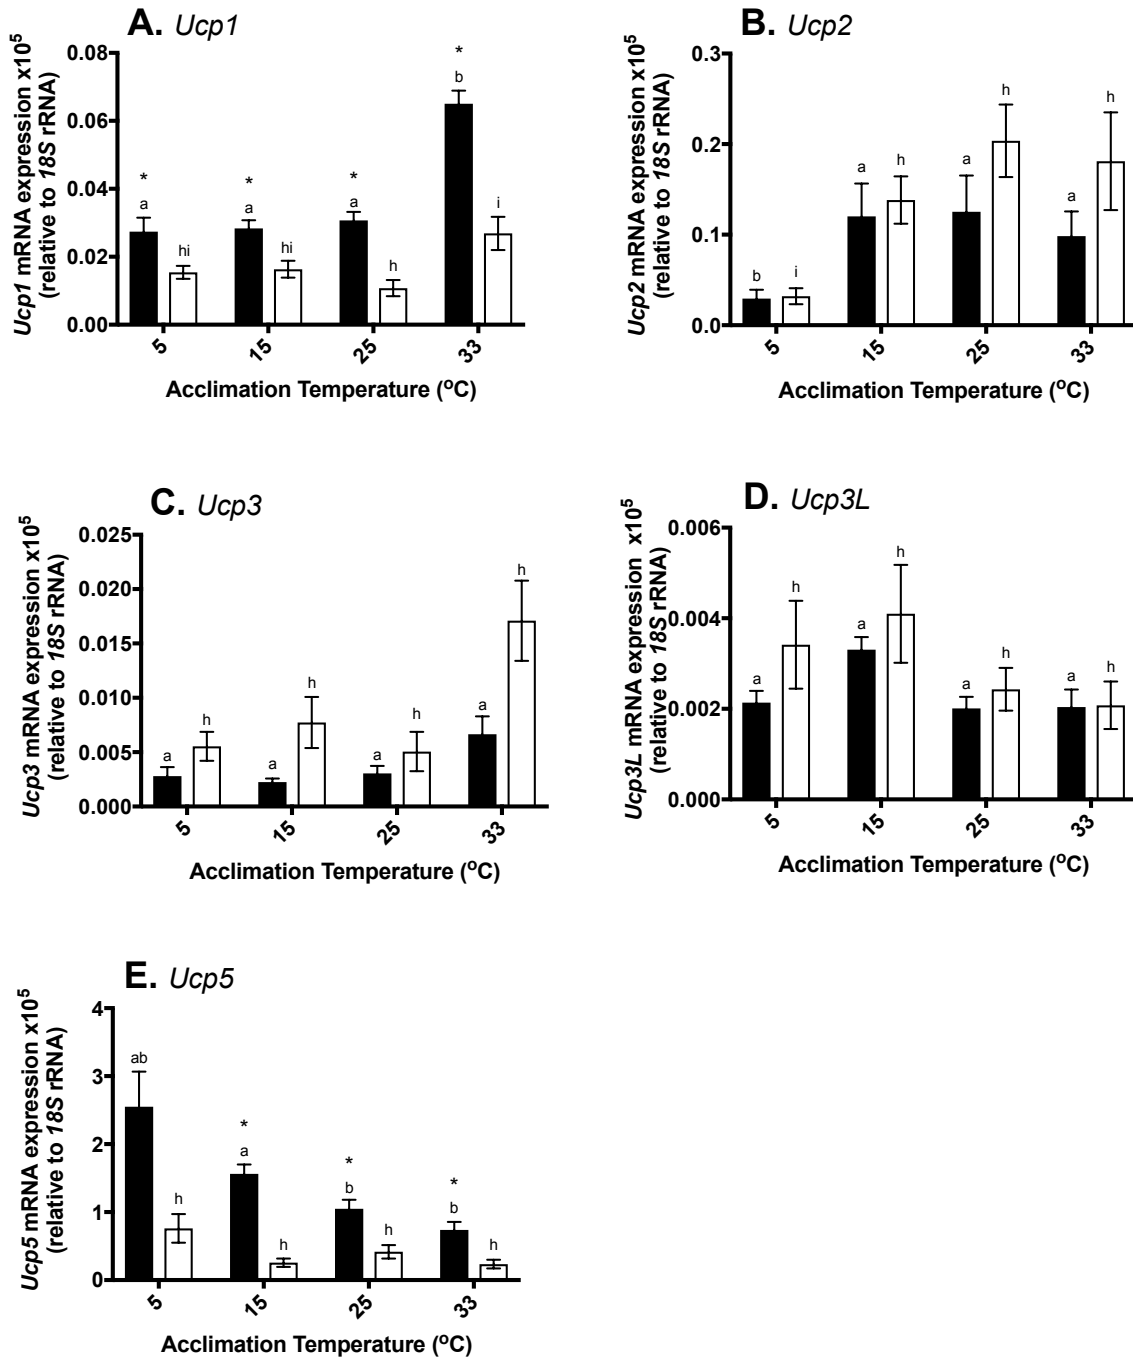 A. Ucp1
Ucp1 mRNA expression x10⁵
(relative to 18S rRNA)
0.08
0.06
0.04
0.02
0.00
*
a
hi
*
a
hi
*
a
h
*
b
i
5
15
25
33
Acclimation Temperature (ºC)
B. Ucp2
Ucp2 mRNA expression x10⁵
(relative to 18S rRNA)
0.3
0.2
0.1
0.0
b
i
a
h
a
h
a
h
5
15
25
33
Acclimation Temperature (ºC)
C. Ucp3
Ucp3 mRNA expression x10⁵
(relative to 18S rRNA)
0.025
0.020
0.015
0.010
0.005
0.000
a
h
a
h
a
h
a
h
5
15
25
33
Acclimation Temperature (ºC)
D. Ucp3L
Ucp3L mRNA expression x10⁵
(relative to 18S rRNA)
0.006
0.004
0.002
0.000
a
h
a
h
a
h
a
h
5
15
25
33
Acclimation Temperature (ºC)
E. Ucp5
Ucp5 mRNA expression x10⁵
(relative to 18S rRNA)
4
3
2
1
0
ab
h
*
a
h
*
b
h
*
b
h
5
15
25
33
Acclimation Temperature (ºC)